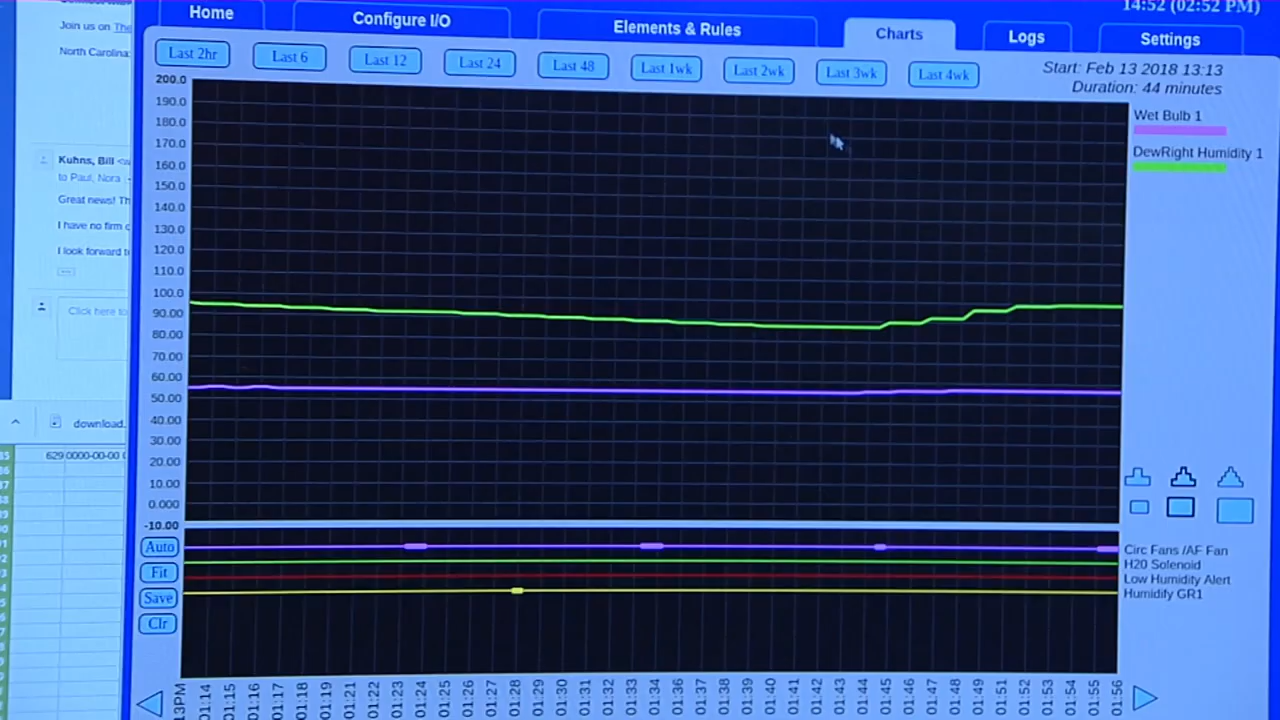 14:52 (02:52 PM)
Home
Configure I/O
Elements & Rules
Charts
Logs
Settings
Join us on The
North Carolina:
Kuhns, Bill
to Paul, Nora
Great news! Th
I have no firm
I look forward t
Click here to
download.
629 0000-00-00
Last 2hr
Last 6
Last 12
Last 24
Last 48
Last 1wk
Last 2wk
Last 3wk
Last 4wk
Start: Feb 13 2018 13:13
Duration: 44 minutes
Wet Bulb 1
DewRight Humidity 1
200.0
190.0
180.0
170.0
160.0
150.0
140.0
130.0
120.0
110.0
100.0
90.00
80.00
70.00
60.00
50.00
40.00
30.00
20.00
10.00
0.000
-10.00
Auto
Fit
Save
Clr
Circ Fans /AF Fan
H20 Solenoid
Low Humidity Alert
Humidify GR1
13PM
01:14
01:15
01:16
01:17
01:18
01:19
01:21
01:22
01:23
01:24
01:25
01:26
01:27
01:28
01:29
01:30
01:31
01:32
01:33
01:34
01:36
01:37
01:38
01:39
01:40
01:41
01:42
01:43
01:44
01:45
01:46
01:47
01:48
01:49
01:51
01:52
01:53
01:54
01:55
01:56